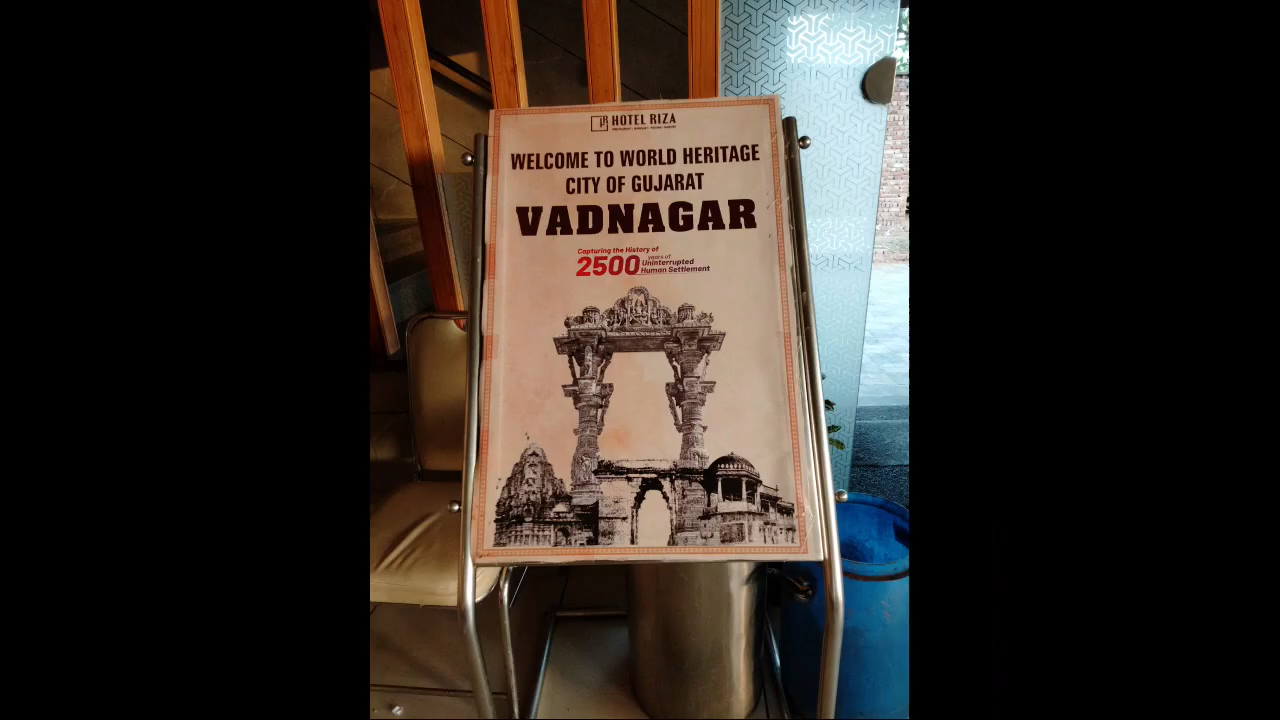 HOTEL RIZA
WELCOME TO WORLD HERITAGE
CITY OF GUJARAT
VADNAGAR
Capturing the History of
2500 years of Uninterrupted
Human Settlement